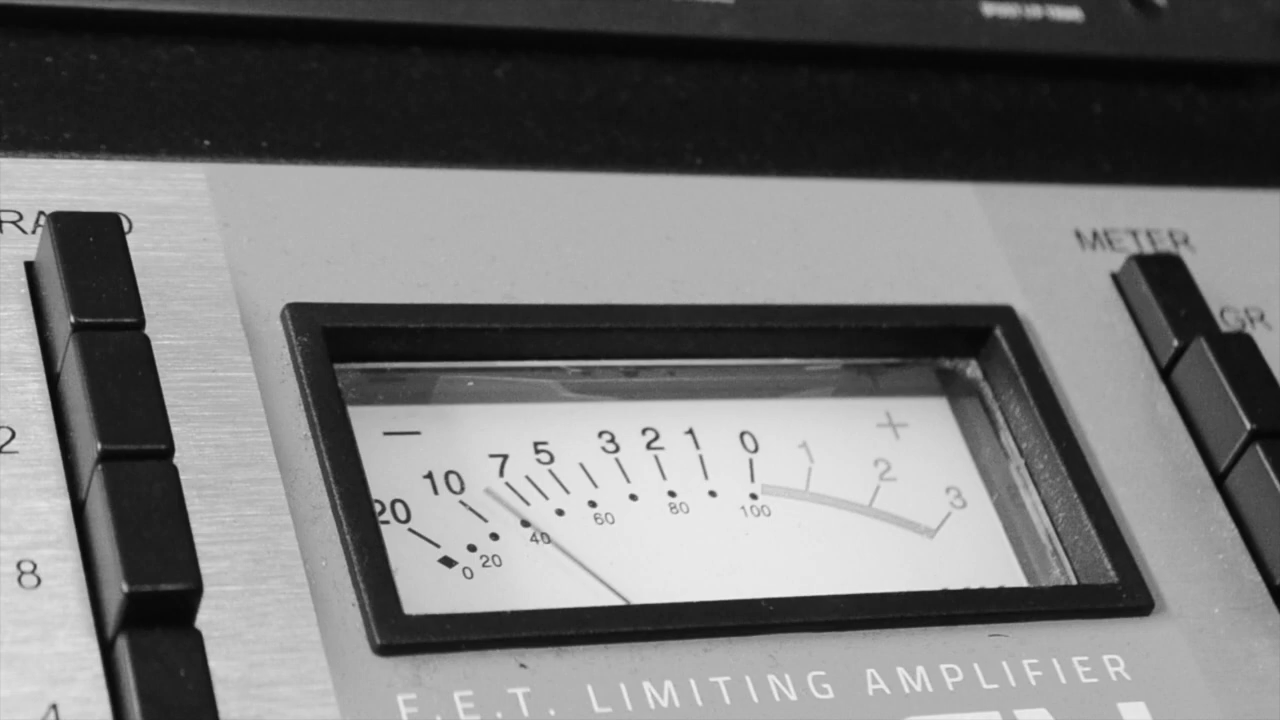 METER
GR
− +
20 10 7 5 3 2 1 0 1 2 3
0 20 40 60 80 100
2
8
4
F.E.T. LIMITING AMPLIFIER